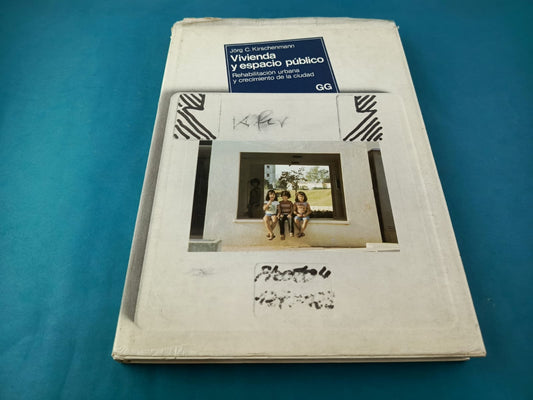 Jörg C. Kirschenmann
Vivienda
y espacio público
Rehabilitación urbana
y crecimiento de la ciudad
GG